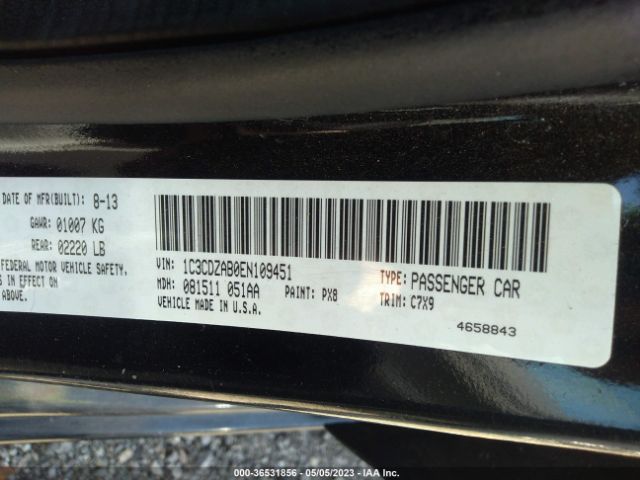 DATE OF MFR(BUILT): 8-13
GAWR: 01007 KG
REAR: 02220 LB
FEDERAL MOTOR VEHICLE SAFETY,
S IN EFFECT ON
ABOVE.
VIN: 1C3CDZAB0EN109451
MDH: 081511 051AA
PAINT: PX8
VEHICLE MADE IN U.S.A.
TYPE: PASSENGER CAR
TRIM: C7X9
4658843
000-36531856 - 05/05/2023 - IAA Inc.